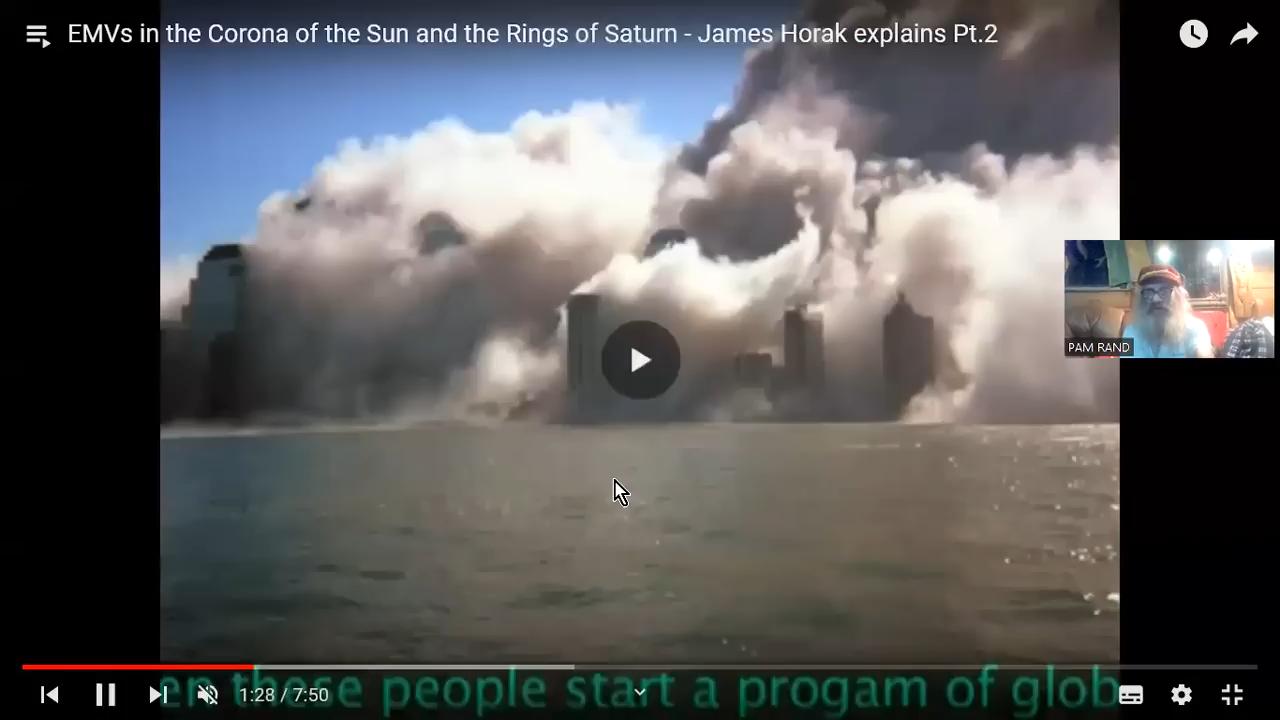 EMVs in the Corona of the Sun and the Rings of Saturn - James Horak explains Pt.2
PAM RAND
en these people start a progam of glob
1:28 / 7:50